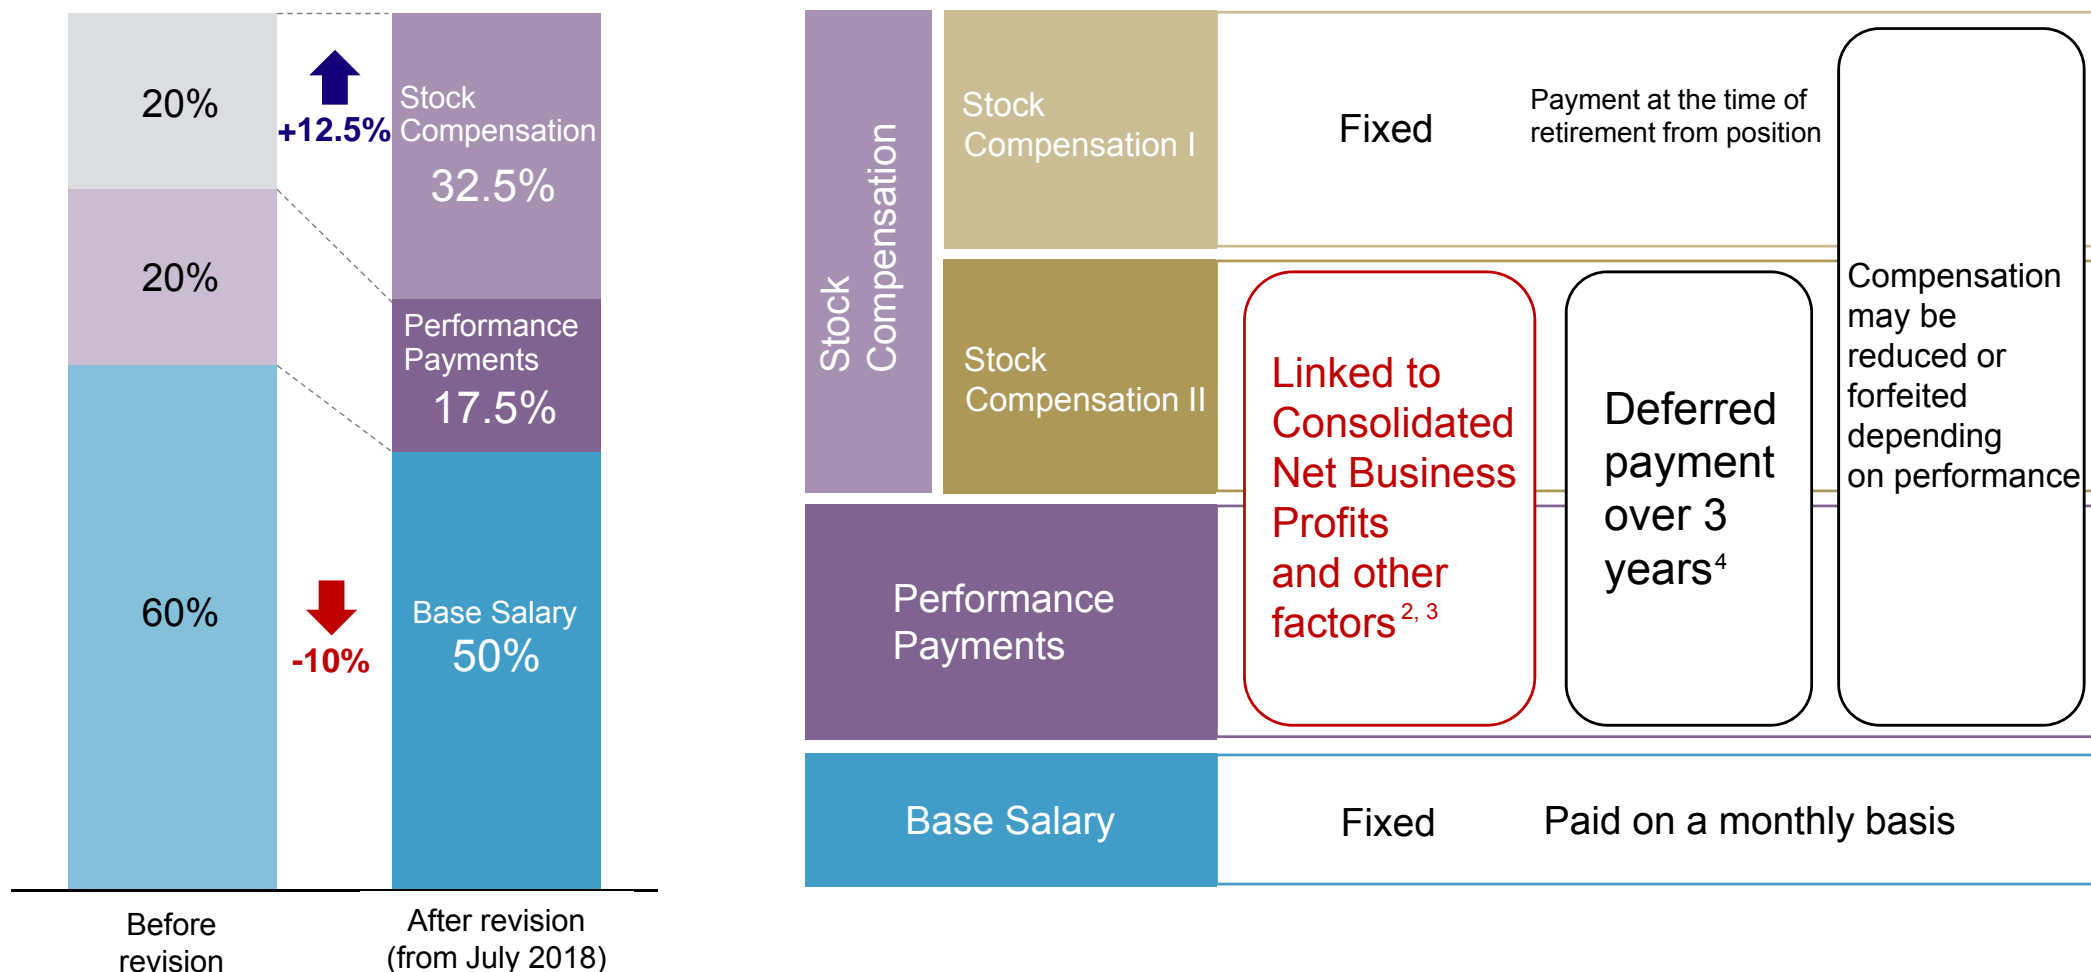 20%
20%
60%
+12.5%
-10%
Stock
Compensation
32.5%
Performance
Payments
17.5%
Base Salary
50%
Before
revision
After revision
(from July 2018)
Stock
Compensation
Stock
Compensation I
Fixed
Payment at the time of
retirement from position
Stock
Compensation II
Linked to
Consolidated
Net Business
Profits
and other
factors 2, 3
Deferred
payment
over 3
years4
Compensation
may be
reduced or
forfeited
depending
on performance
Performance
Payments
Base Salary
Fixed
Paid on a monthly basis